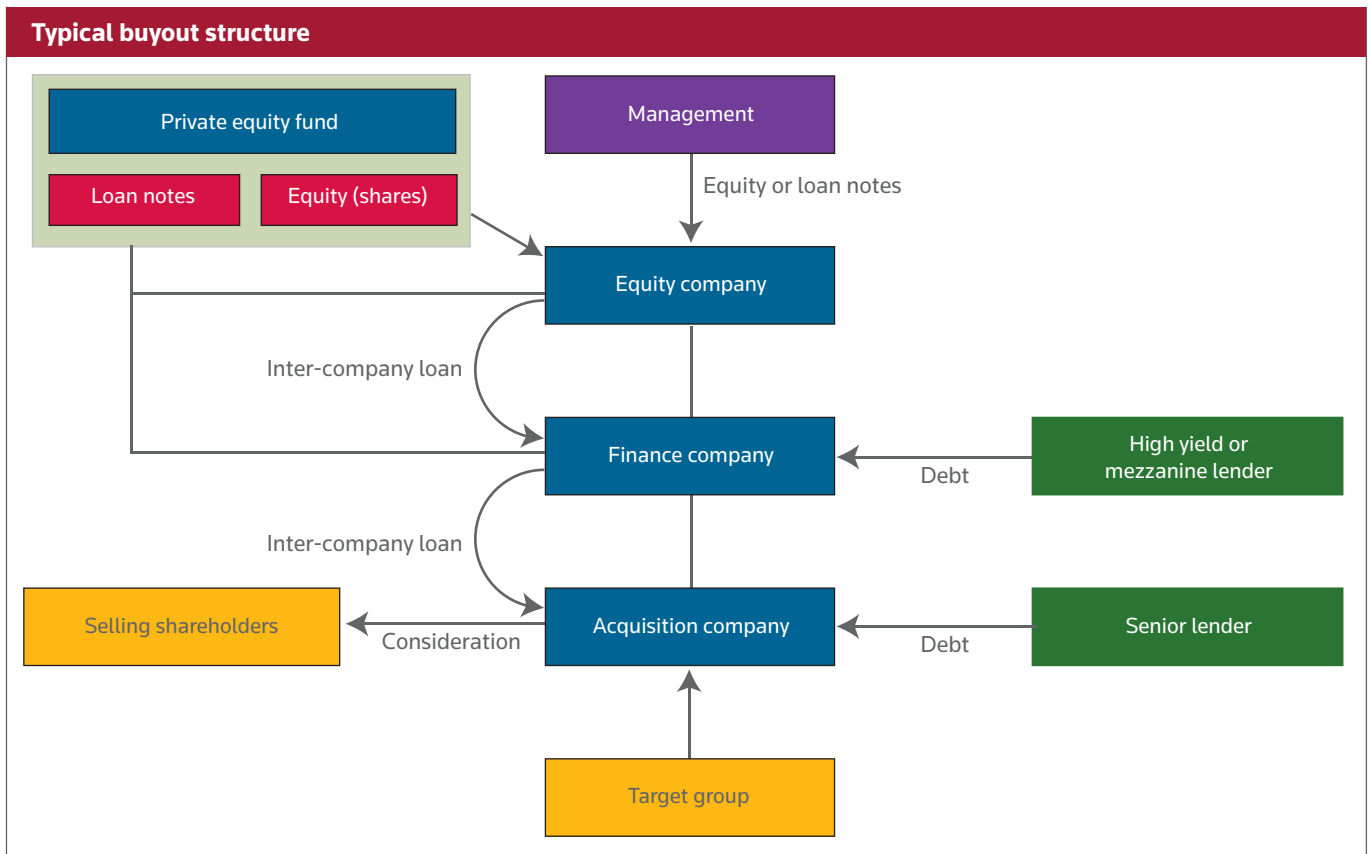 Typical buyout structure
Private equity fund
Loan notes
Equity (shares)
Management
Equity or loan notes
Equity company
Inter-company loan
Finance company
Debt
High yield or
mezzanine lender
Inter-company loan
Selling shareholders
Consideration
Acquisition company
Debt
Senior lender
Target group